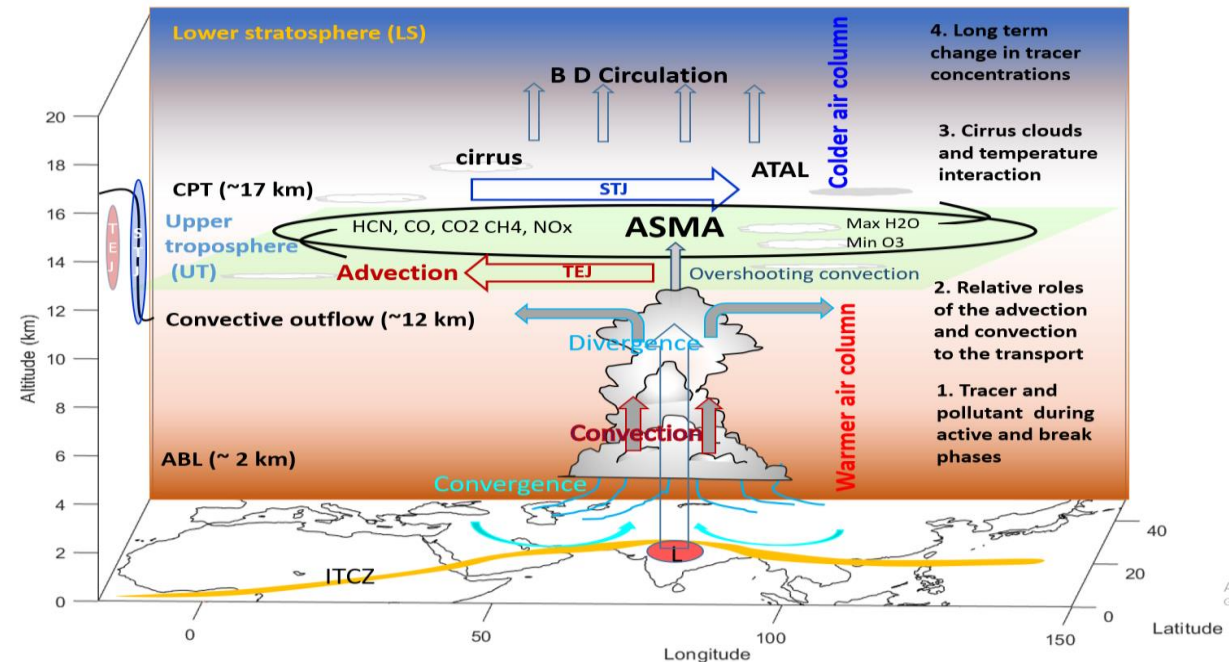 Lower stratosphere (LS)
B D Circulation
Colder air column
4. Long term
change in tracer
concentrations
20
18
16
14
12
10
8
6
4
2
0
Altitude (km)
cirrus
ATAL
3. Cirrus clouds
and temperature
interaction
CPT (~17 km)
STJ
Upper
troposphere
(UT)
TEJ
STJ
HCN, CO, CO2 CH4, NOx
ASMA
Max H2O
Min O3
Advection
TEJ
Overshooting convection
2. Relative roles
of the advection
and convection
to the transport
Convective outflow (~12 km)
Divergence
Warmer air column
1. Tracer and
pollutant during
active and break
phases
Convection
ABL (~ 2 km)
Convergence
L
ITCZ
40
20
0
Latitude
0
50
100
150
Longitude